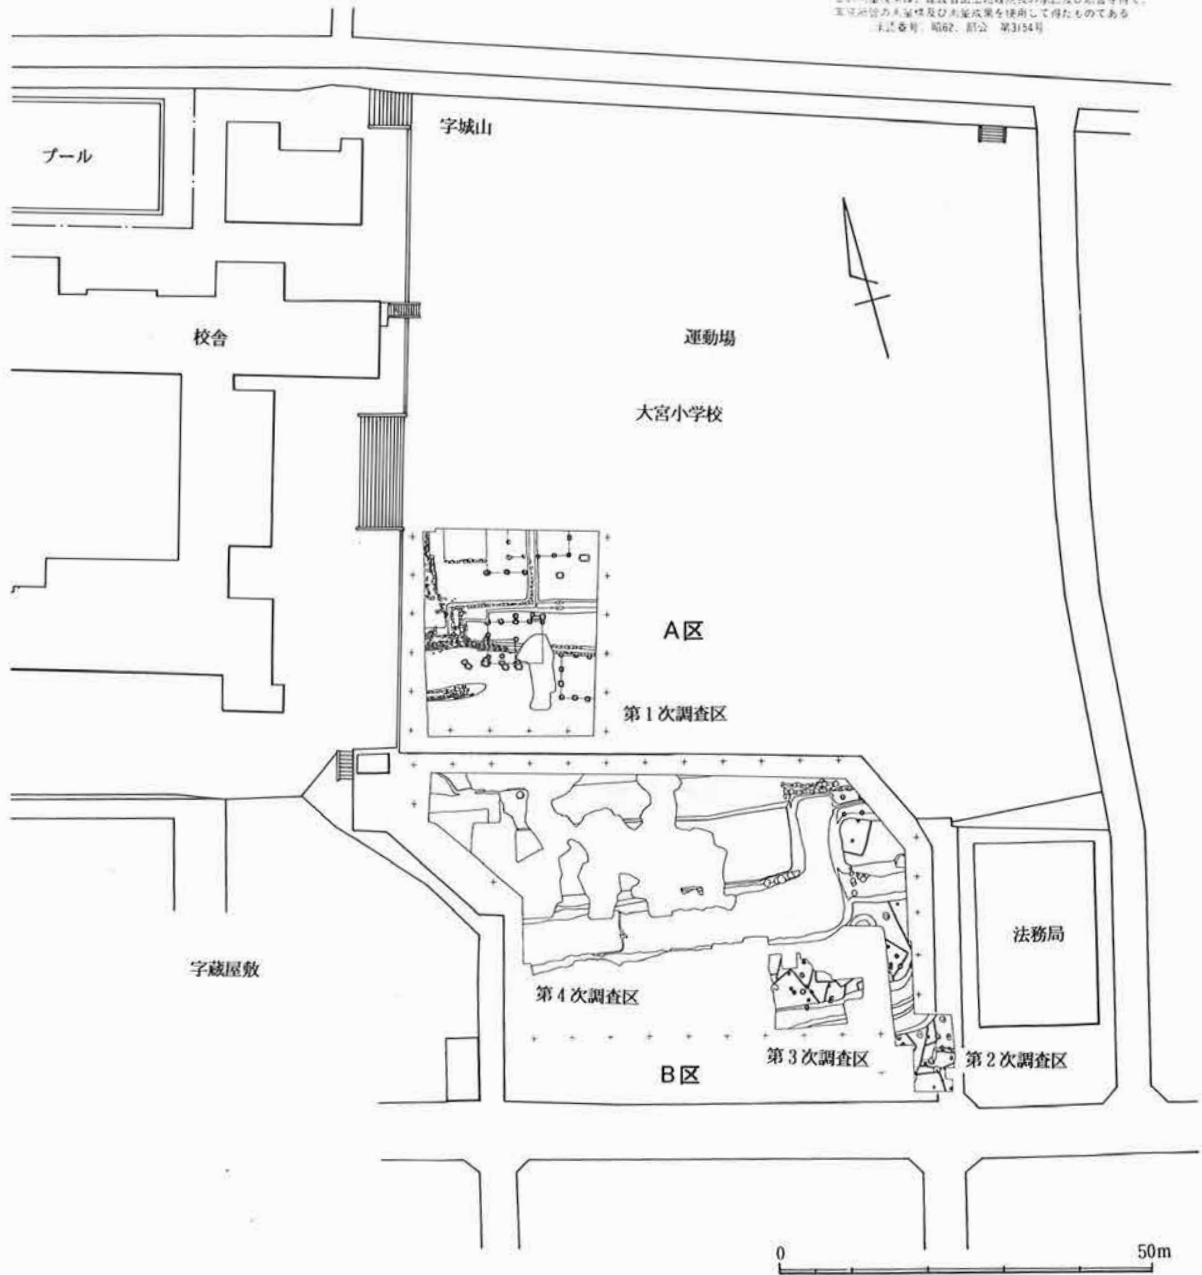 字城山
プール
校舎
運動場
大宮小学校
A区
第1次調査区
法務局
字蔵屋敷
第4次調査区
第3次調査区
第2次調査区
B区
0
50m